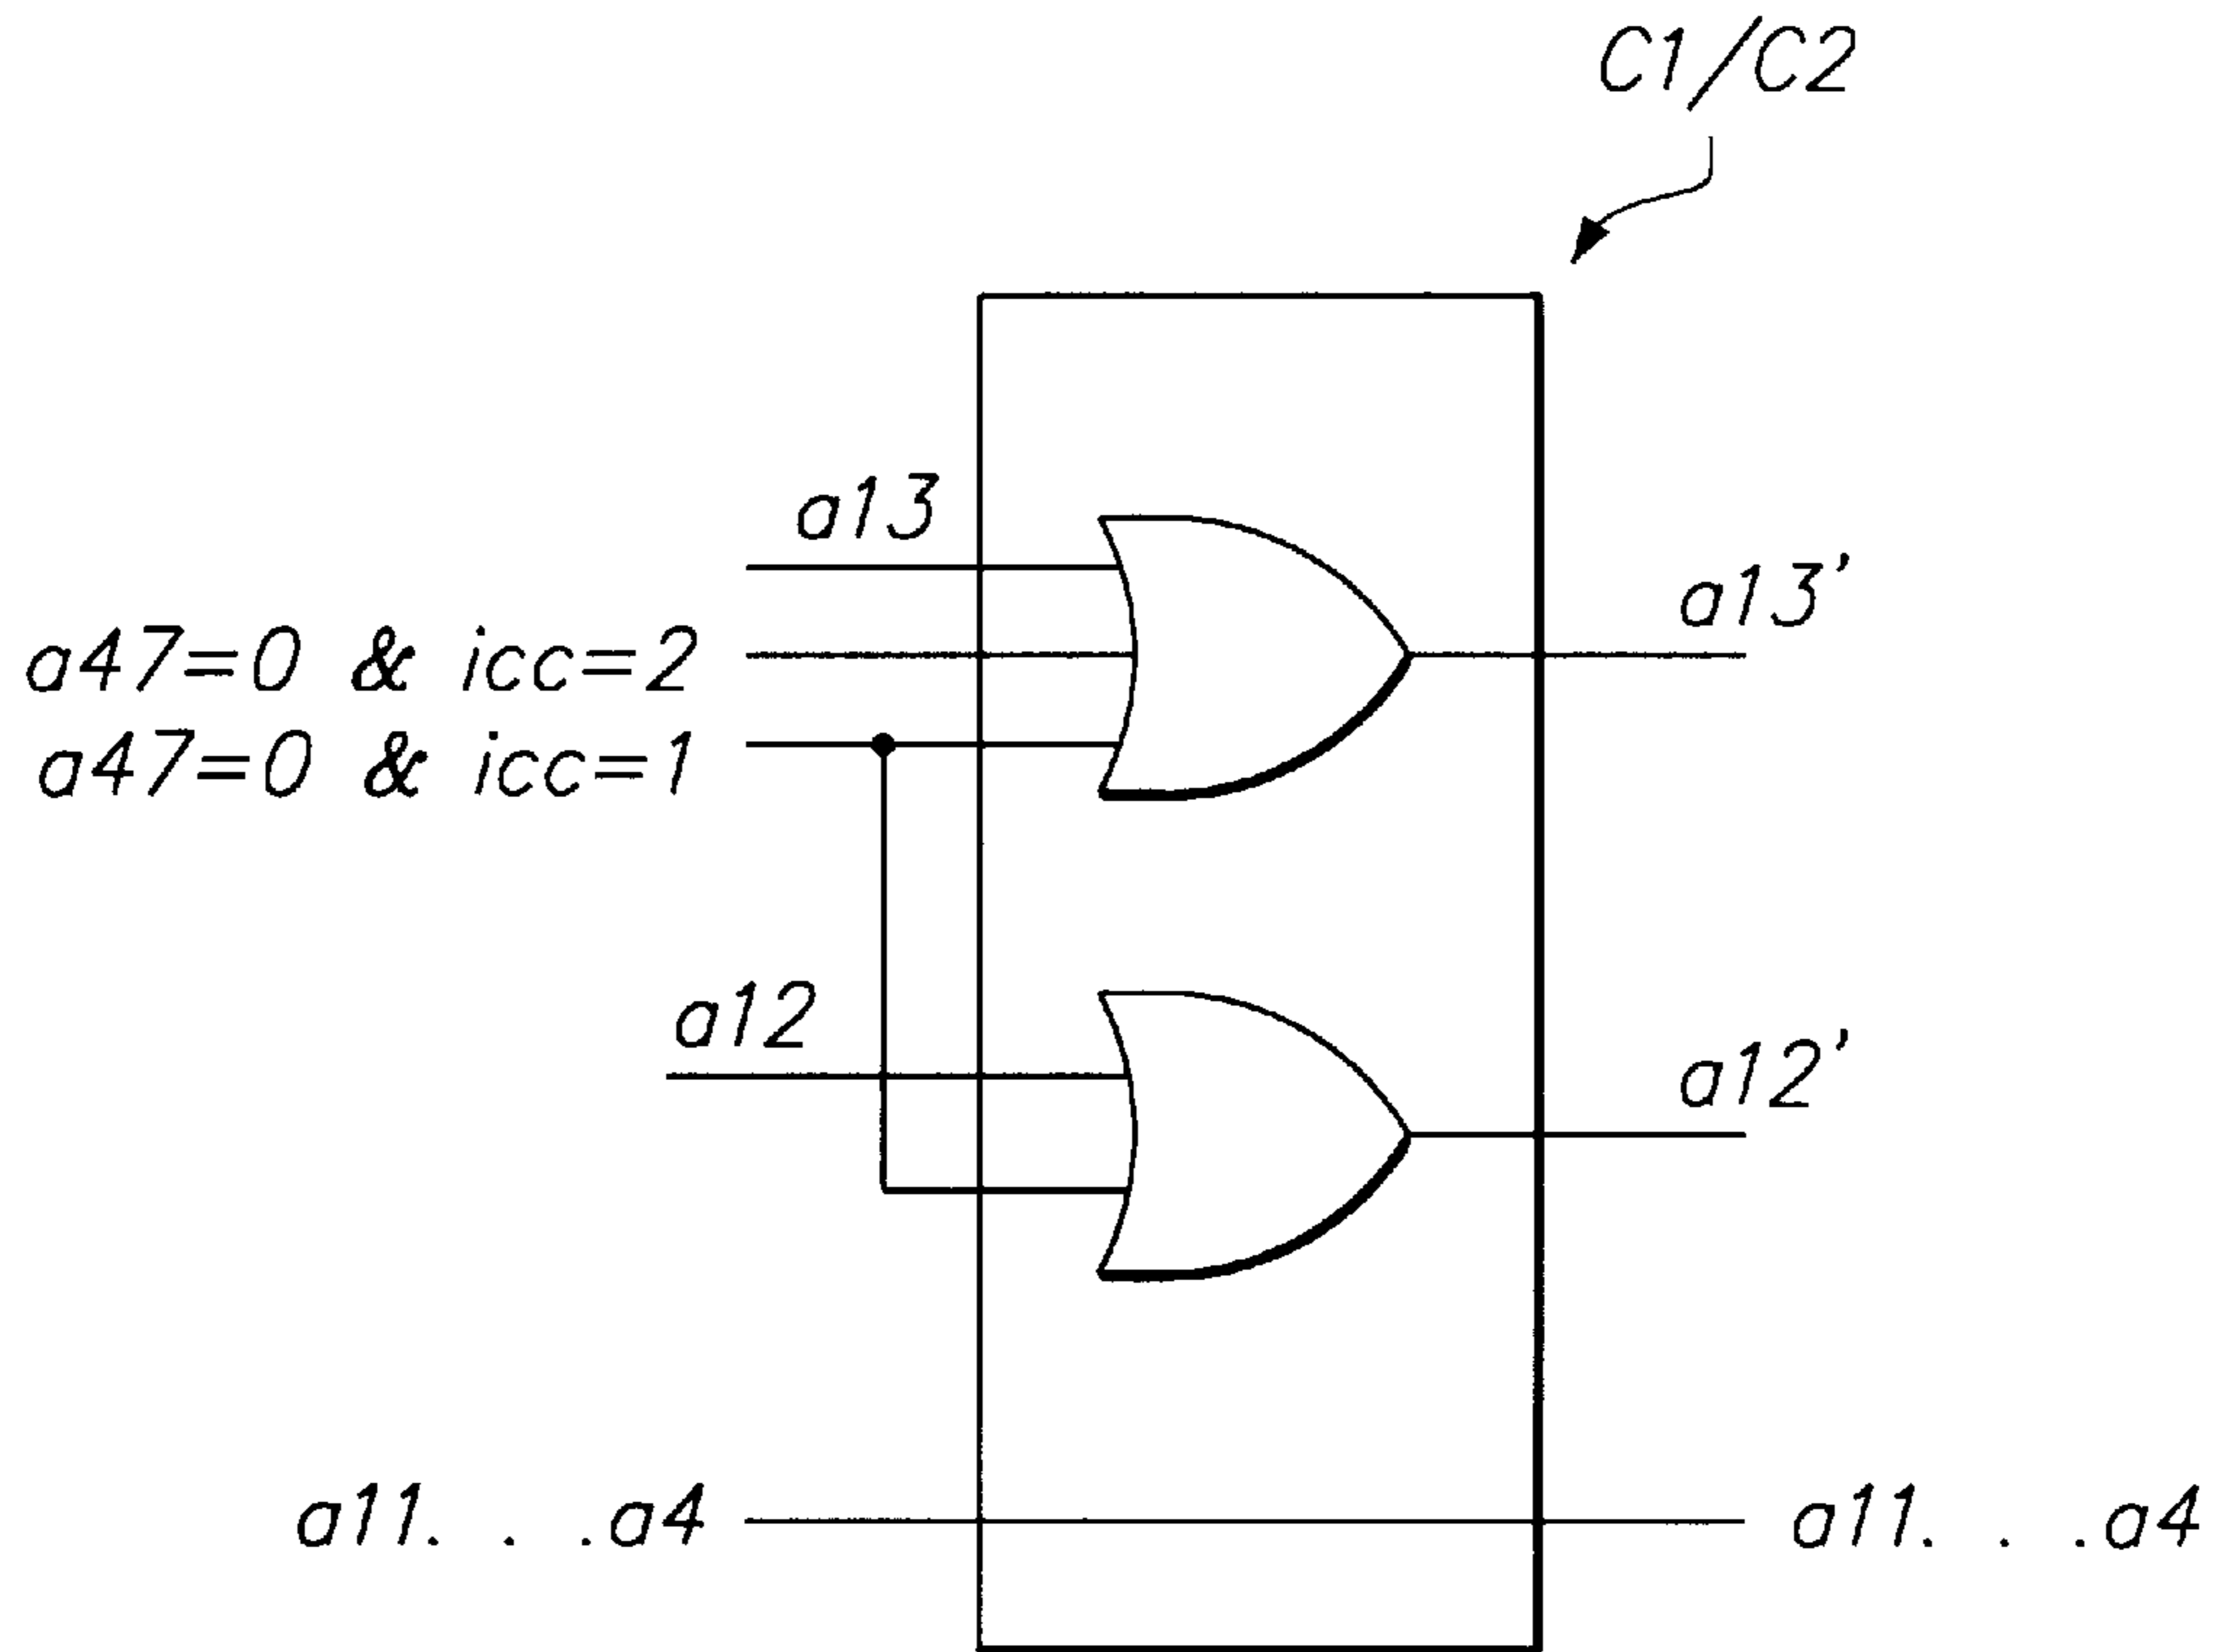 C1/C2
a13
a13'
a47=0 & icc=2
a47=0 & icc=1
a12
a12'
a11. . .a4
a11. . .a4